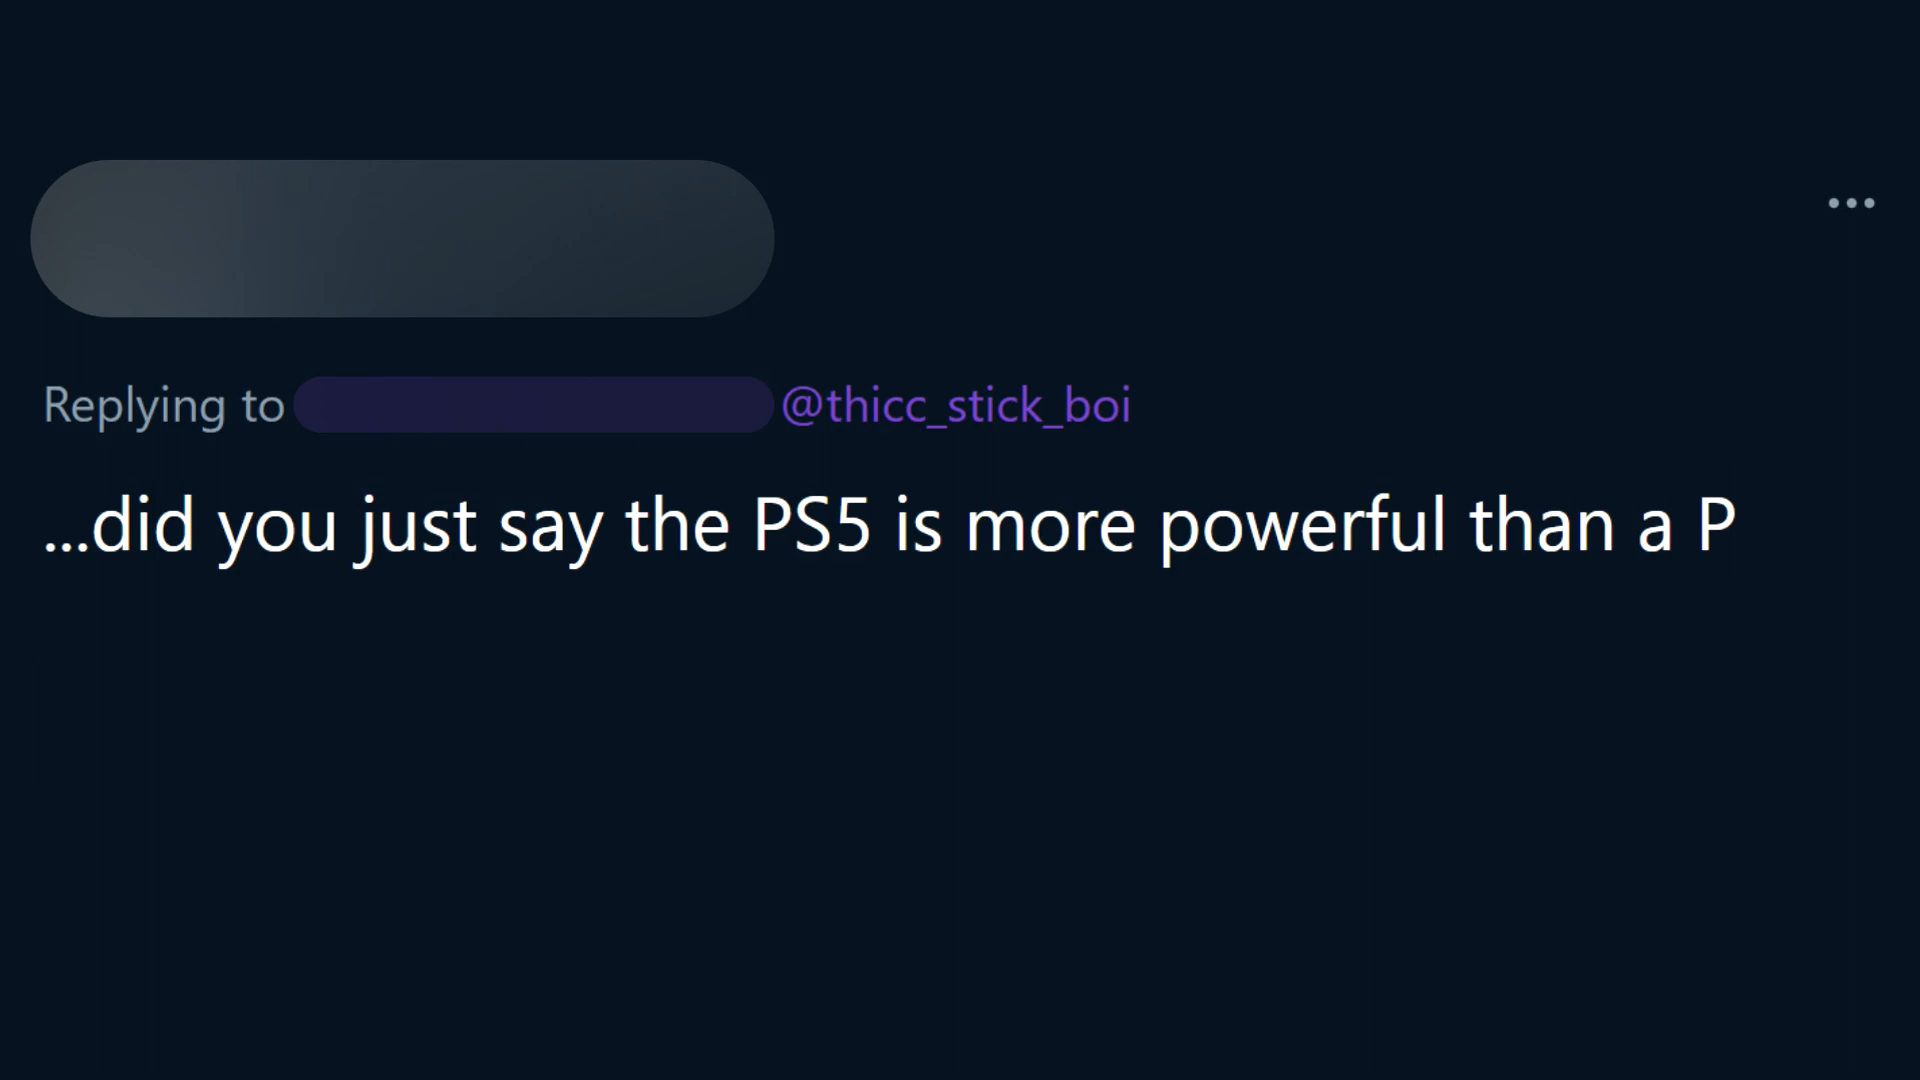 Replying to @thicc_stick_boi
...did you just say the PS5 is more powerful than a P